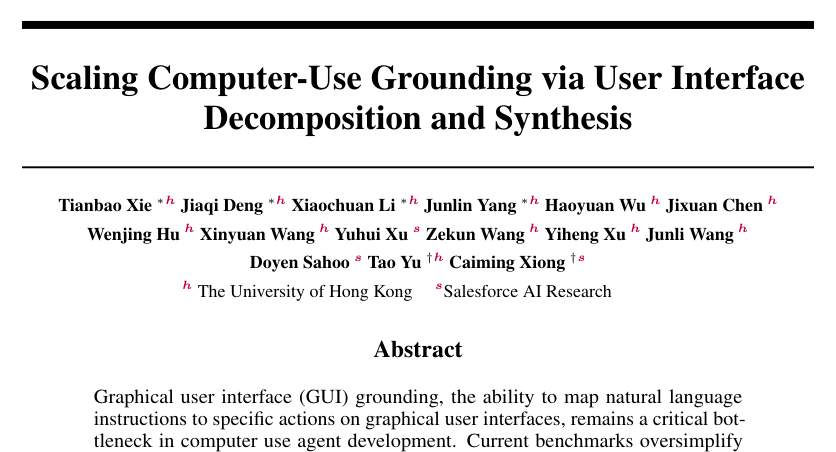 Scaling Computer-Use Grounding via User Interface
Decomposition and Synthesis
Tianbao Xie *h Jiaqi Deng *h Xiaochuan Li *h Junlin Yang *h Haoyuan Wu h Jixuan Chen h
Wenjing Hu h Xinyuan Wang h Yuhui Xu s Zekun Wang h Yiheng Xu h Junli Wang h
Doyen Sahoo s Tao Yu †h Caiming Xiong †s
h The University of Hong Kong s Salesforce AI Research
Abstract
Graphical user interface (GUI) grounding, the ability to map natural language
instructions to specific actions on graphical user interfaces, remains a critical bot-
tleneck in computer use agent development. Current benchmarks oversimplify